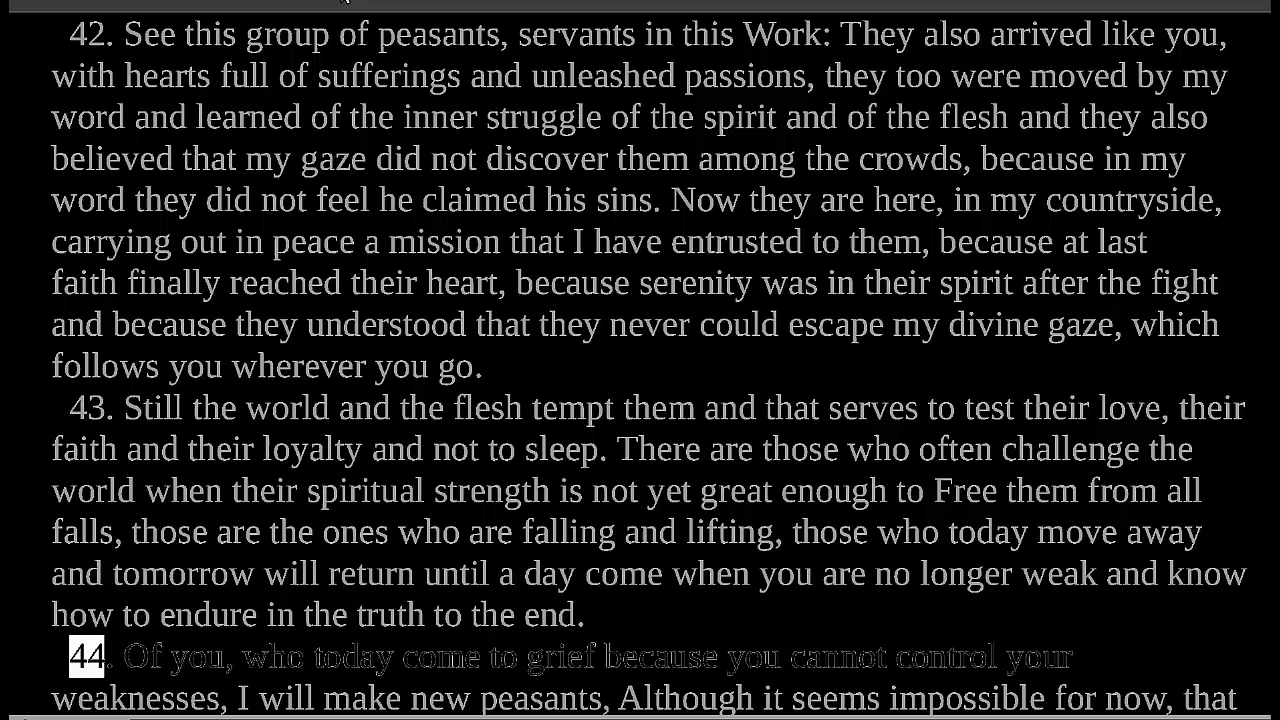 42. See this group of peasants, servants in this Work: They also arrived like you,
with hearts full of sufferings and unleashed passions, they too were moved by my
word and learned of the inner struggle of the spirit and of the flesh and they also
believed that my gaze did not discover them among the crowds, because in my
word they did not feel he claimed his sins. Now they are here, in my countryside,
carrying out in peace a mission that I have entrusted to them, because at last
faith finally reached their heart, because serenity was in their spirit after the fight
and because they understood that they never could escape my divine gaze, which
follows you wherever you go.
43. Still the world and the flesh tempt them and that serves to test their love, their
faith and their loyalty and not to sleep. There are those who often challenge the
world when their spiritual strength is not yet great enough to Free them from all
falls, those are the ones who are falling and lifting, those who today move away
and tomorrow will return until a day come when you are no longer weak and know
how to endure in the truth to the end.
44. Of you, who today come to grief because you cannot control your
weaknesses, I will make new peasants, Although it seems impossible for now, that